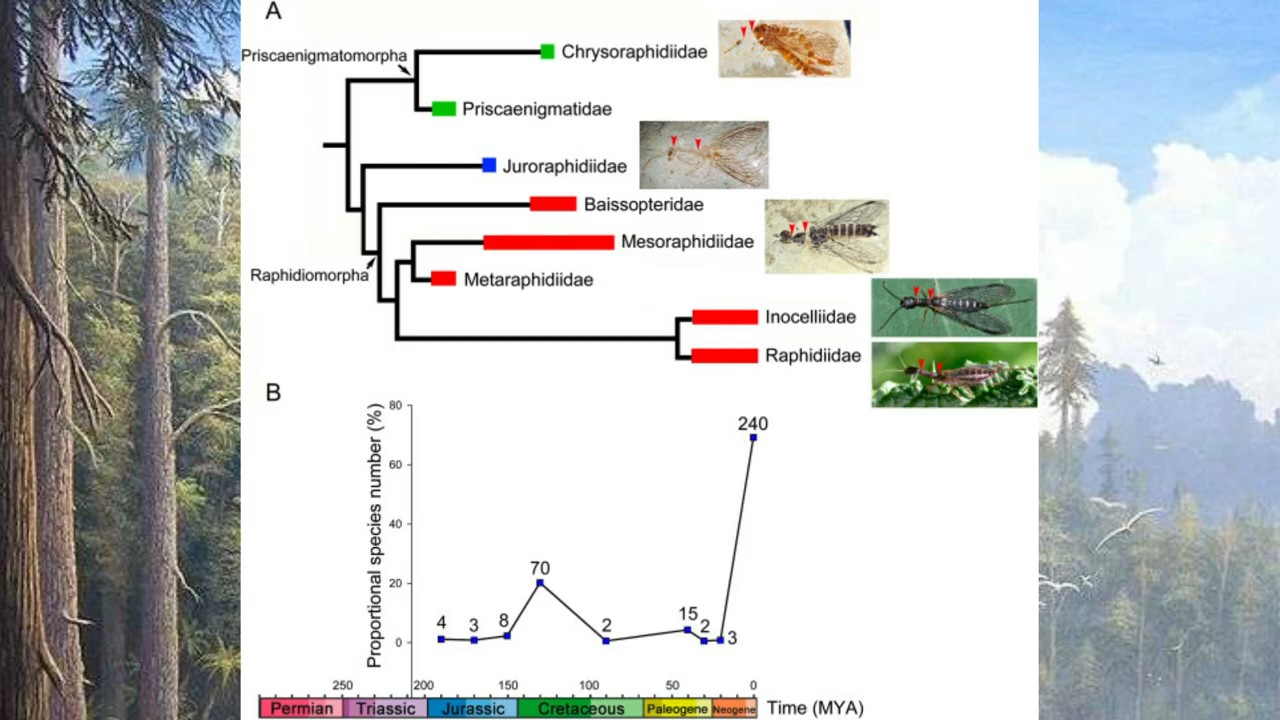 A
Priscaenigmatomorpha
Chrysoraphidiidae
Priscaenigmatidae
Juroraphidiidae
Baissopteridae
Mesoraphidiidae
Raphidiomorpha
Metaraphidiidae
Inocelliidae
Raphidiidae
B
Proportional species number (%)
80
60
40
20
0
4
3
8
70
2
15
2
3
240
250 200 150 100 50 0
Permian Triassic Jurassic Cretaceous Paleogene Neogene Time (MYA)